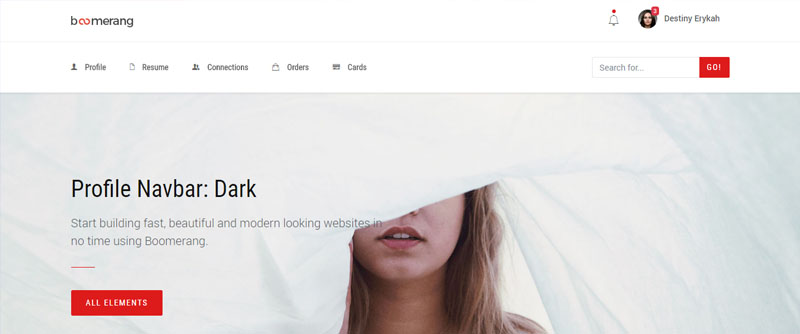 boomerang
3
Destiny Erykah
Profile
Resume
Connections
Orders
Cards
Search for...
GO!
Profile Navbar: Dark
Start building fast, beautiful and modern looking websites in
no time using Boomerang.
ALL ELEMENTS